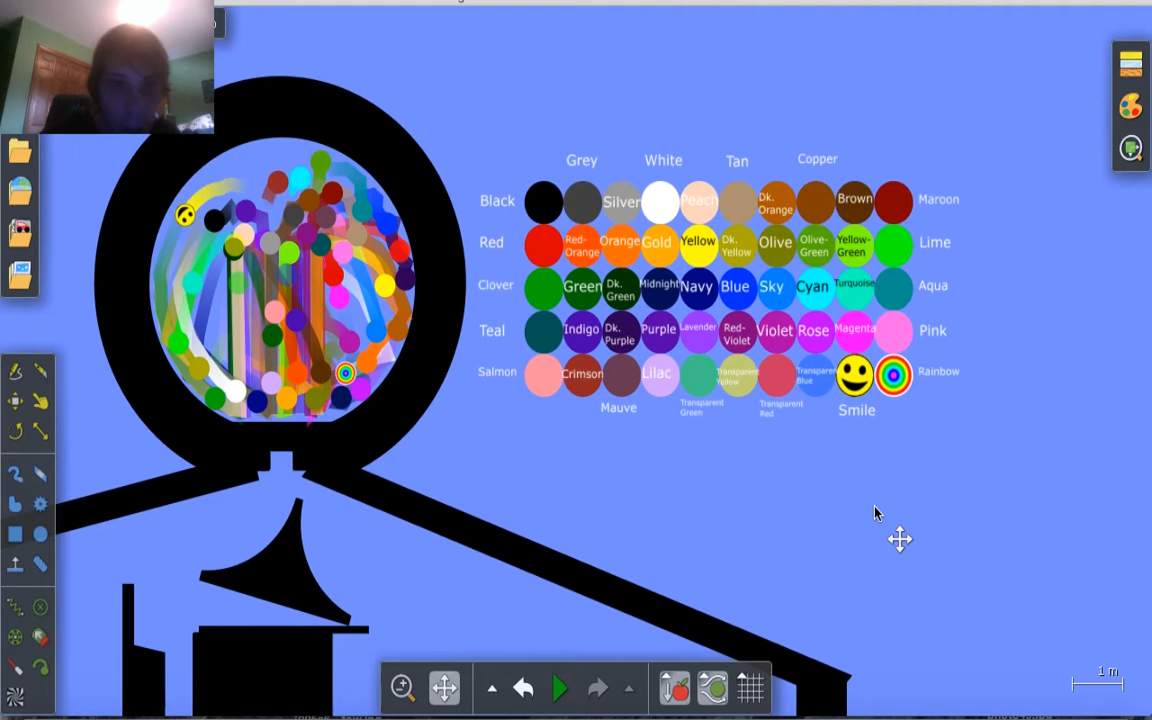 Grey White Tan Copper
Black Silver Peach Dk. Orange Brown Maroon
Red Red-Orange Orange Gold Yellow Dk. Yellow Olive Olive-Green Yellow-Green Lime
Clover Green Dk. Green Midnight Navy Blue Sky Cyan Turquoise Aqua
Teal Indigo Dk. Purple Purple Lavender Red-Violet Violet Rose Magenta Pink
Salmon Crimson Lilac Transparent Yellow Transparent Blue Rainbow
Mauve Transparent Green Transparent Red Smile
1 m